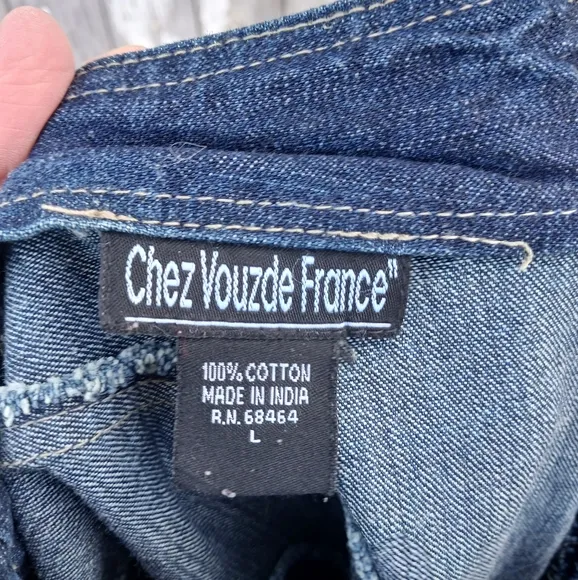 Chez Vouzde France"
100% COTTON
MADE IN INDIA
R.N. 68464
L